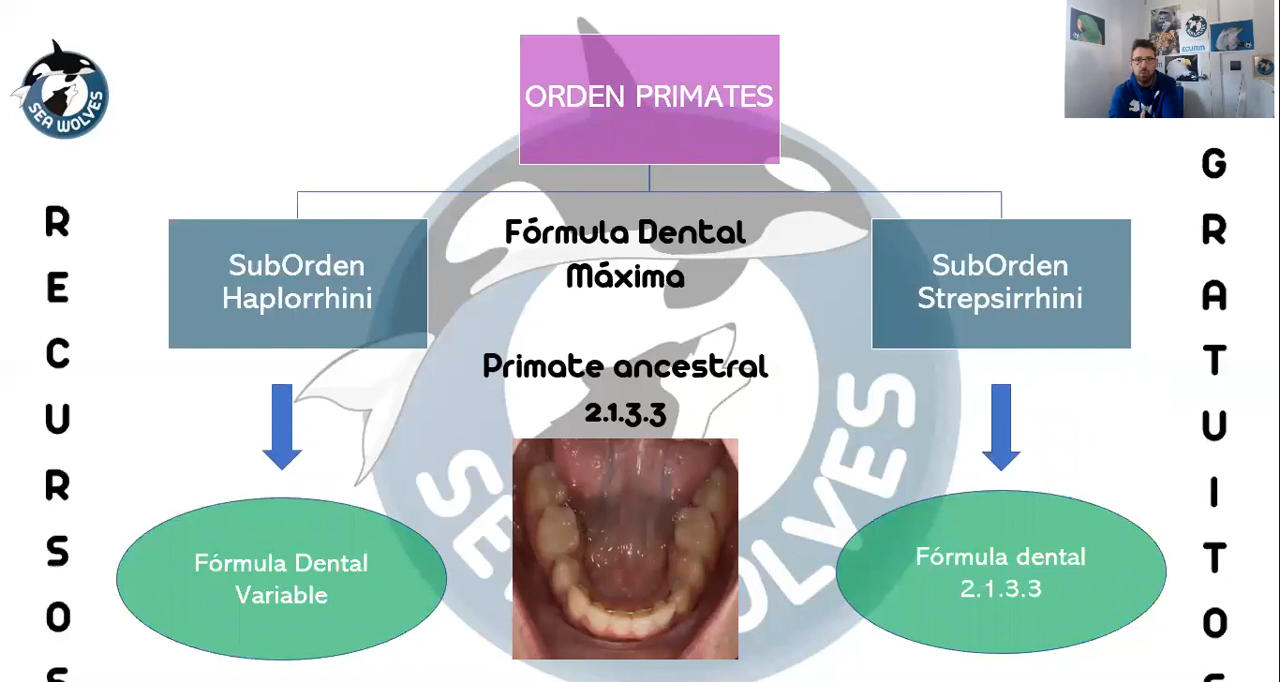 ORDEN PRIMATES
SEA WOLVES
SubOrden
Haplorrhini
Fórmula Dental
Máxima
SubOrden
Strepsirrhini
Primate ancestral
2.1.3.3
Fórmula Dental
Variable
Fórmula dental
2.1.3.3
R
E
C
U
R
S
O
S
G
R
A
T
U
I
T
O
ECUMM